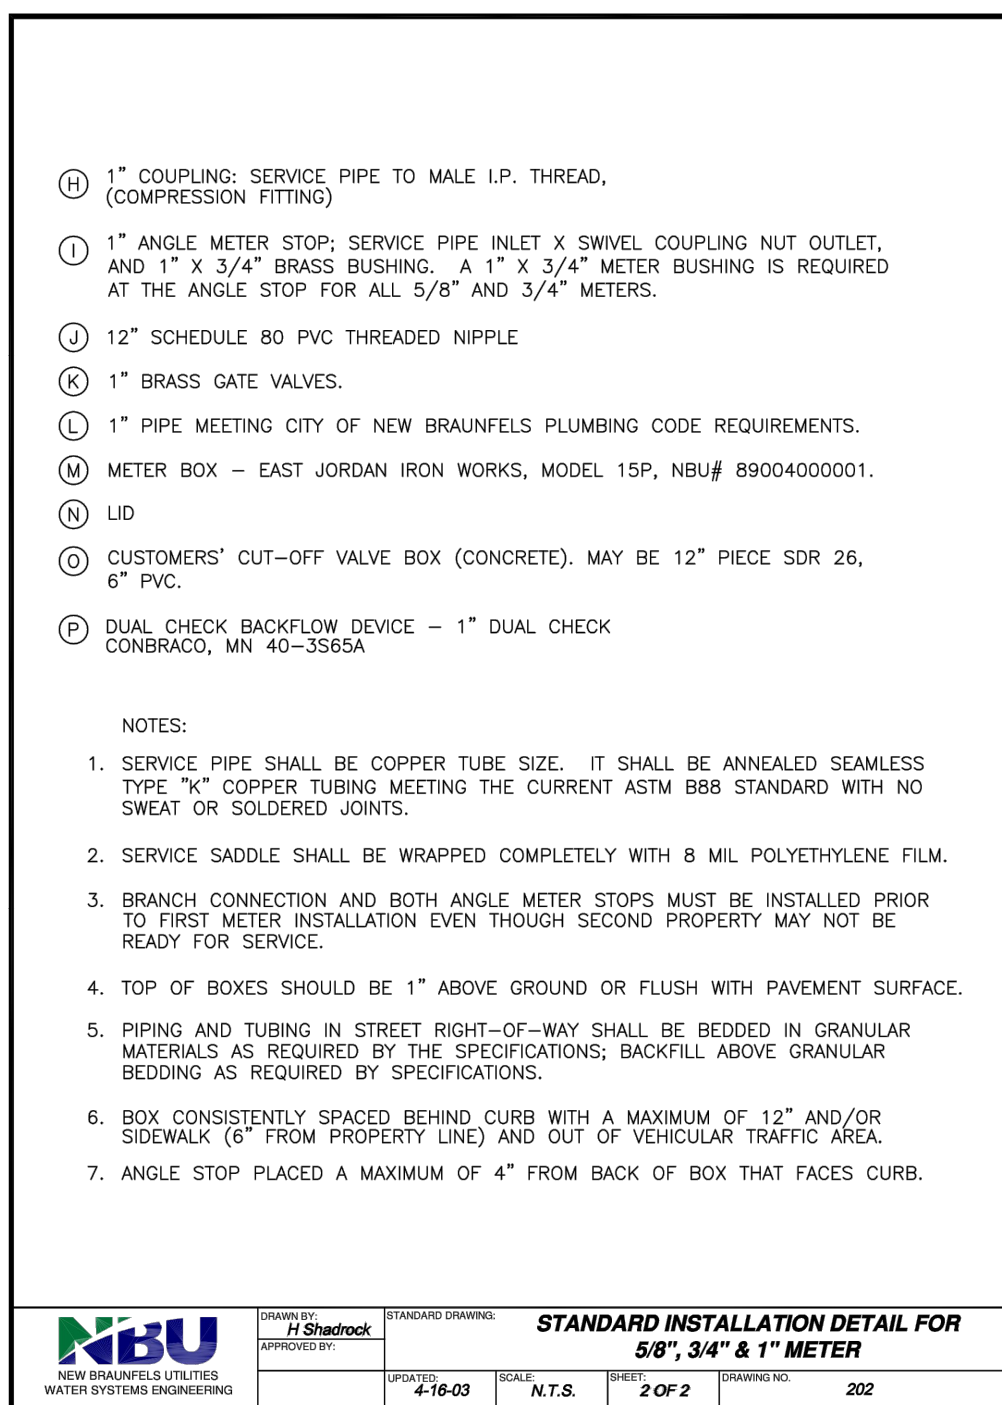 H 1" COUPLING: SERVICE PIPE TO MALE I.P. THREAD,
(COMPRESSION FITTING)
I 1" ANGLE METER STOP; SERVICE PIPE INLET X SWIVEL COUPLING NUT OUTLET,
AND 1" X 3/4" BRASS BUSHING. A 1" X 3/4" METER BUSHING IS REQUIRED
AT THE ANGLE STOP FOR ALL 5/8" AND 3/4" METERS.
J 12" SCHEDULE 80 PVC THREADED NIPPLE
K 1" BRASS GATE VALVES.
L 1" PIPE MEETING CITY OF NEW BRAUNFELS PLUMBING CODE REQUIREMENTS.
M METER BOX – EAST JORDAN IRON WORKS, MODEL 15P, NBU# 89004000001.
N LID
O CUSTOMERS' CUT–OFF VALVE BOX (CONCRETE). MAY BE 12" PIECE SDR 26,
6" PVC.
P DUAL CHECK BACKFLOW DEVICE – 1" DUAL CHECK
CONBRACO, MN 40–3S65A
NOTES:
1. SERVICE PIPE SHALL BE COPPER TUBE SIZE. IT SHALL BE ANNEALED SEAMLESS
TYPE "K" COPPER TUBING MEETING THE CURRENT ASTM B88 STANDARD WITH NO
SWEAT OR SOLDERED JOINTS.
2. SERVICE SADDLE SHALL BE WRAPPED COMPLETELY WITH 8 MIL POLYETHYLENE FILM.
3. BRANCH CONNECTION AND BOTH ANGLE METER STOPS MUST BE INSTALLED PRIOR
TO FIRST METER INSTALLATION EVEN THOUGH SECOND PROPERTY MAY NOT BE
READY FOR SERVICE.
4. TOP OF BOXES SHOULD BE 1" ABOVE GROUND OR FLUSH WITH PAVEMENT SURFACE.
5. PIPING AND TUBING IN STREET RIGHT–OF–WAY SHALL BE BEDDED IN GRANULAR
MATERIALS AS REQUIRED BY THE SPECIFICATIONS; BACKFILL ABOVE GRANULAR
BEDDING AS REQUIRED BY SPECIFICATIONS.
6. BOX CONSISTENTLY SPACED BEHIND CURB WITH A MAXIMUM OF 12" AND/OR
SIDEWALK (6" FROM PROPERTY LINE) AND OUT OF VEHICULAR TRAFFIC AREA.
7. ANGLE STOP PLACED A MAXIMUM OF 4" FROM BACK OF BOX THAT FACES CURB.
NBU
NEW BRAUNFELS UTILITIES
WATER SYSTEMS ENGINEERING
DRAWN BY:
H Shadrock
APPROVED BY:
STANDARD DRAWING:
STANDARD INSTALLATION DETAIL FOR
5/8", 3/4" & 1" METER
UPDATED:
4-16-03
SCALE:
N.T.S.
SHEET:
2 OF 2
DRAWING NO.
202